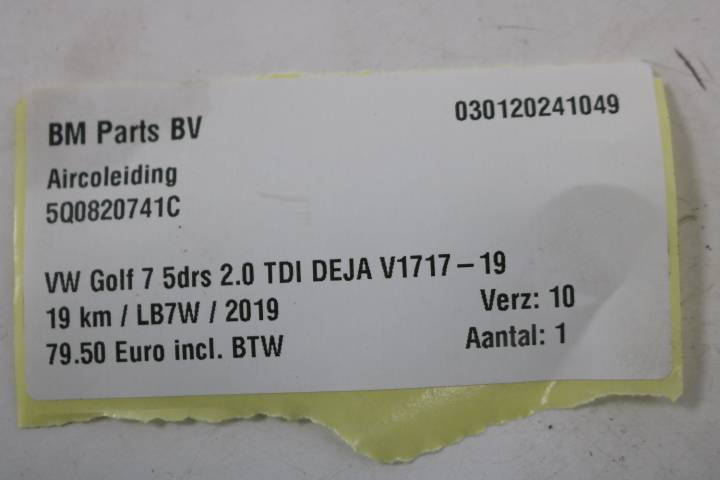 BM Parts BV 030120241049
Aircoleiding
5Q0820741C
VW Golf 7 5drs 2.0 TDI DEJA V1717-19
19 km / LB7W / 2019 Verz: 10
79.50 Euro incl. BTW Aantal: 1